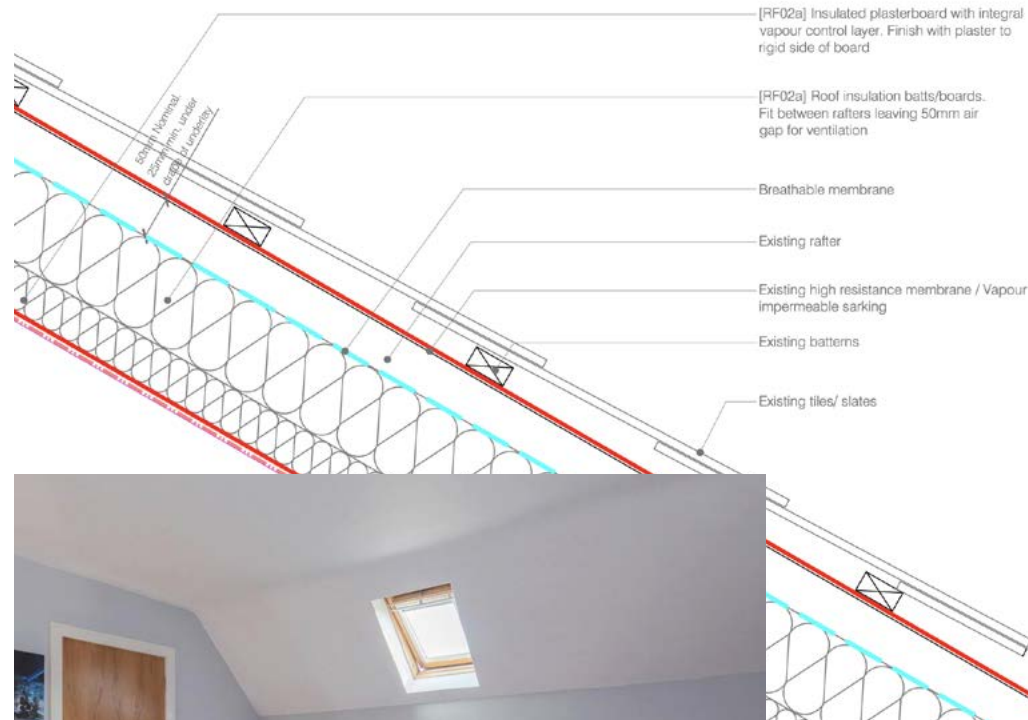 [RF02a] Insulated plasterboard with integral
vapour control layer. Finish with plaster to
rigid side of board
[RF02a] Roof insulation batts/boards.
Fit between rafters leaving 50mm air
gap for ventilation
50mm Nominal.
25mm min. under
drape of underlay
Breathable membrane
Existing rafter
Existing high resistance membrane / Vapour
impermeable sarking
Existing batterns
Existing tiles/ slates